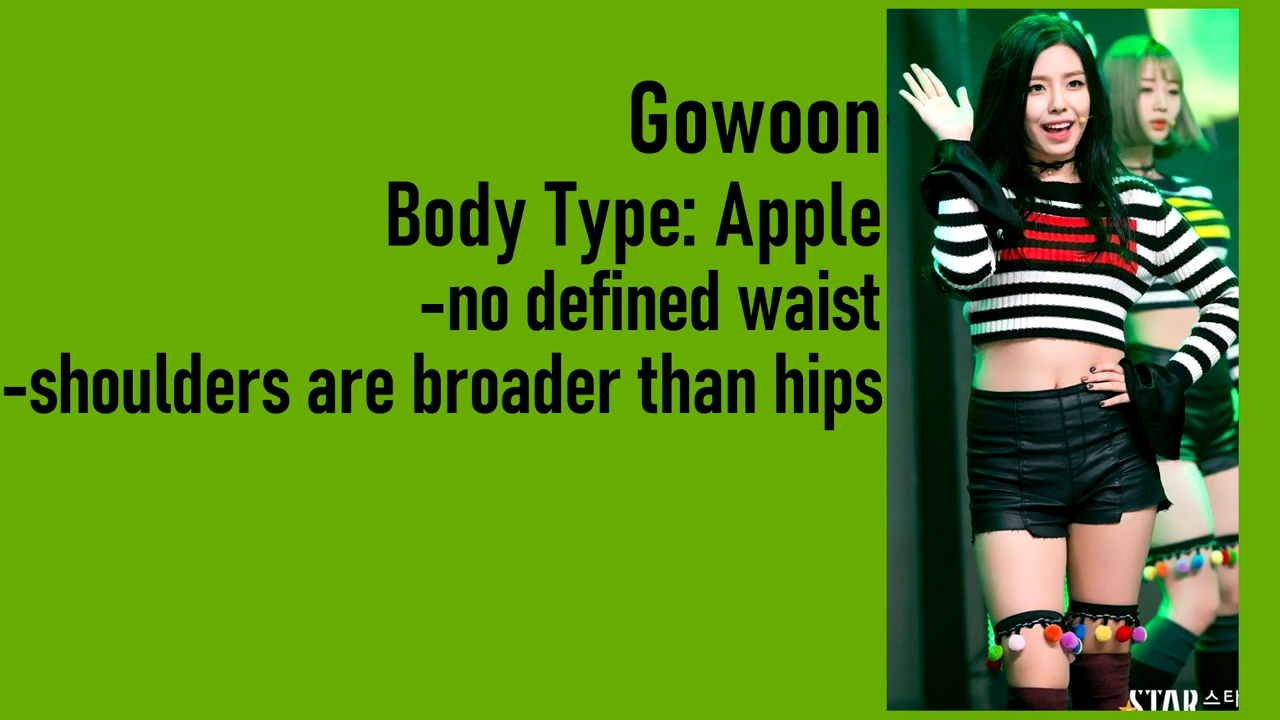 Gowoon
Body Type: Apple
-no defined waist
-shoulders are broader than hips
STAR 스타